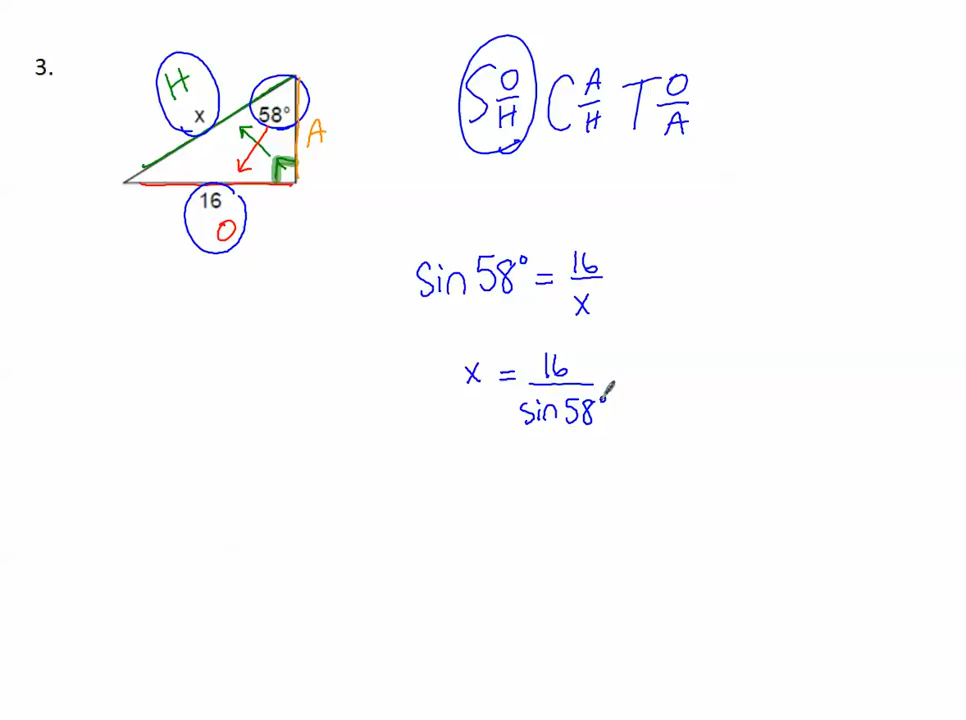 3.
H
x
58°
A
16
O
S O/H C A/H T O/A
sin 58° = 16/x
x = 16/sin 58°